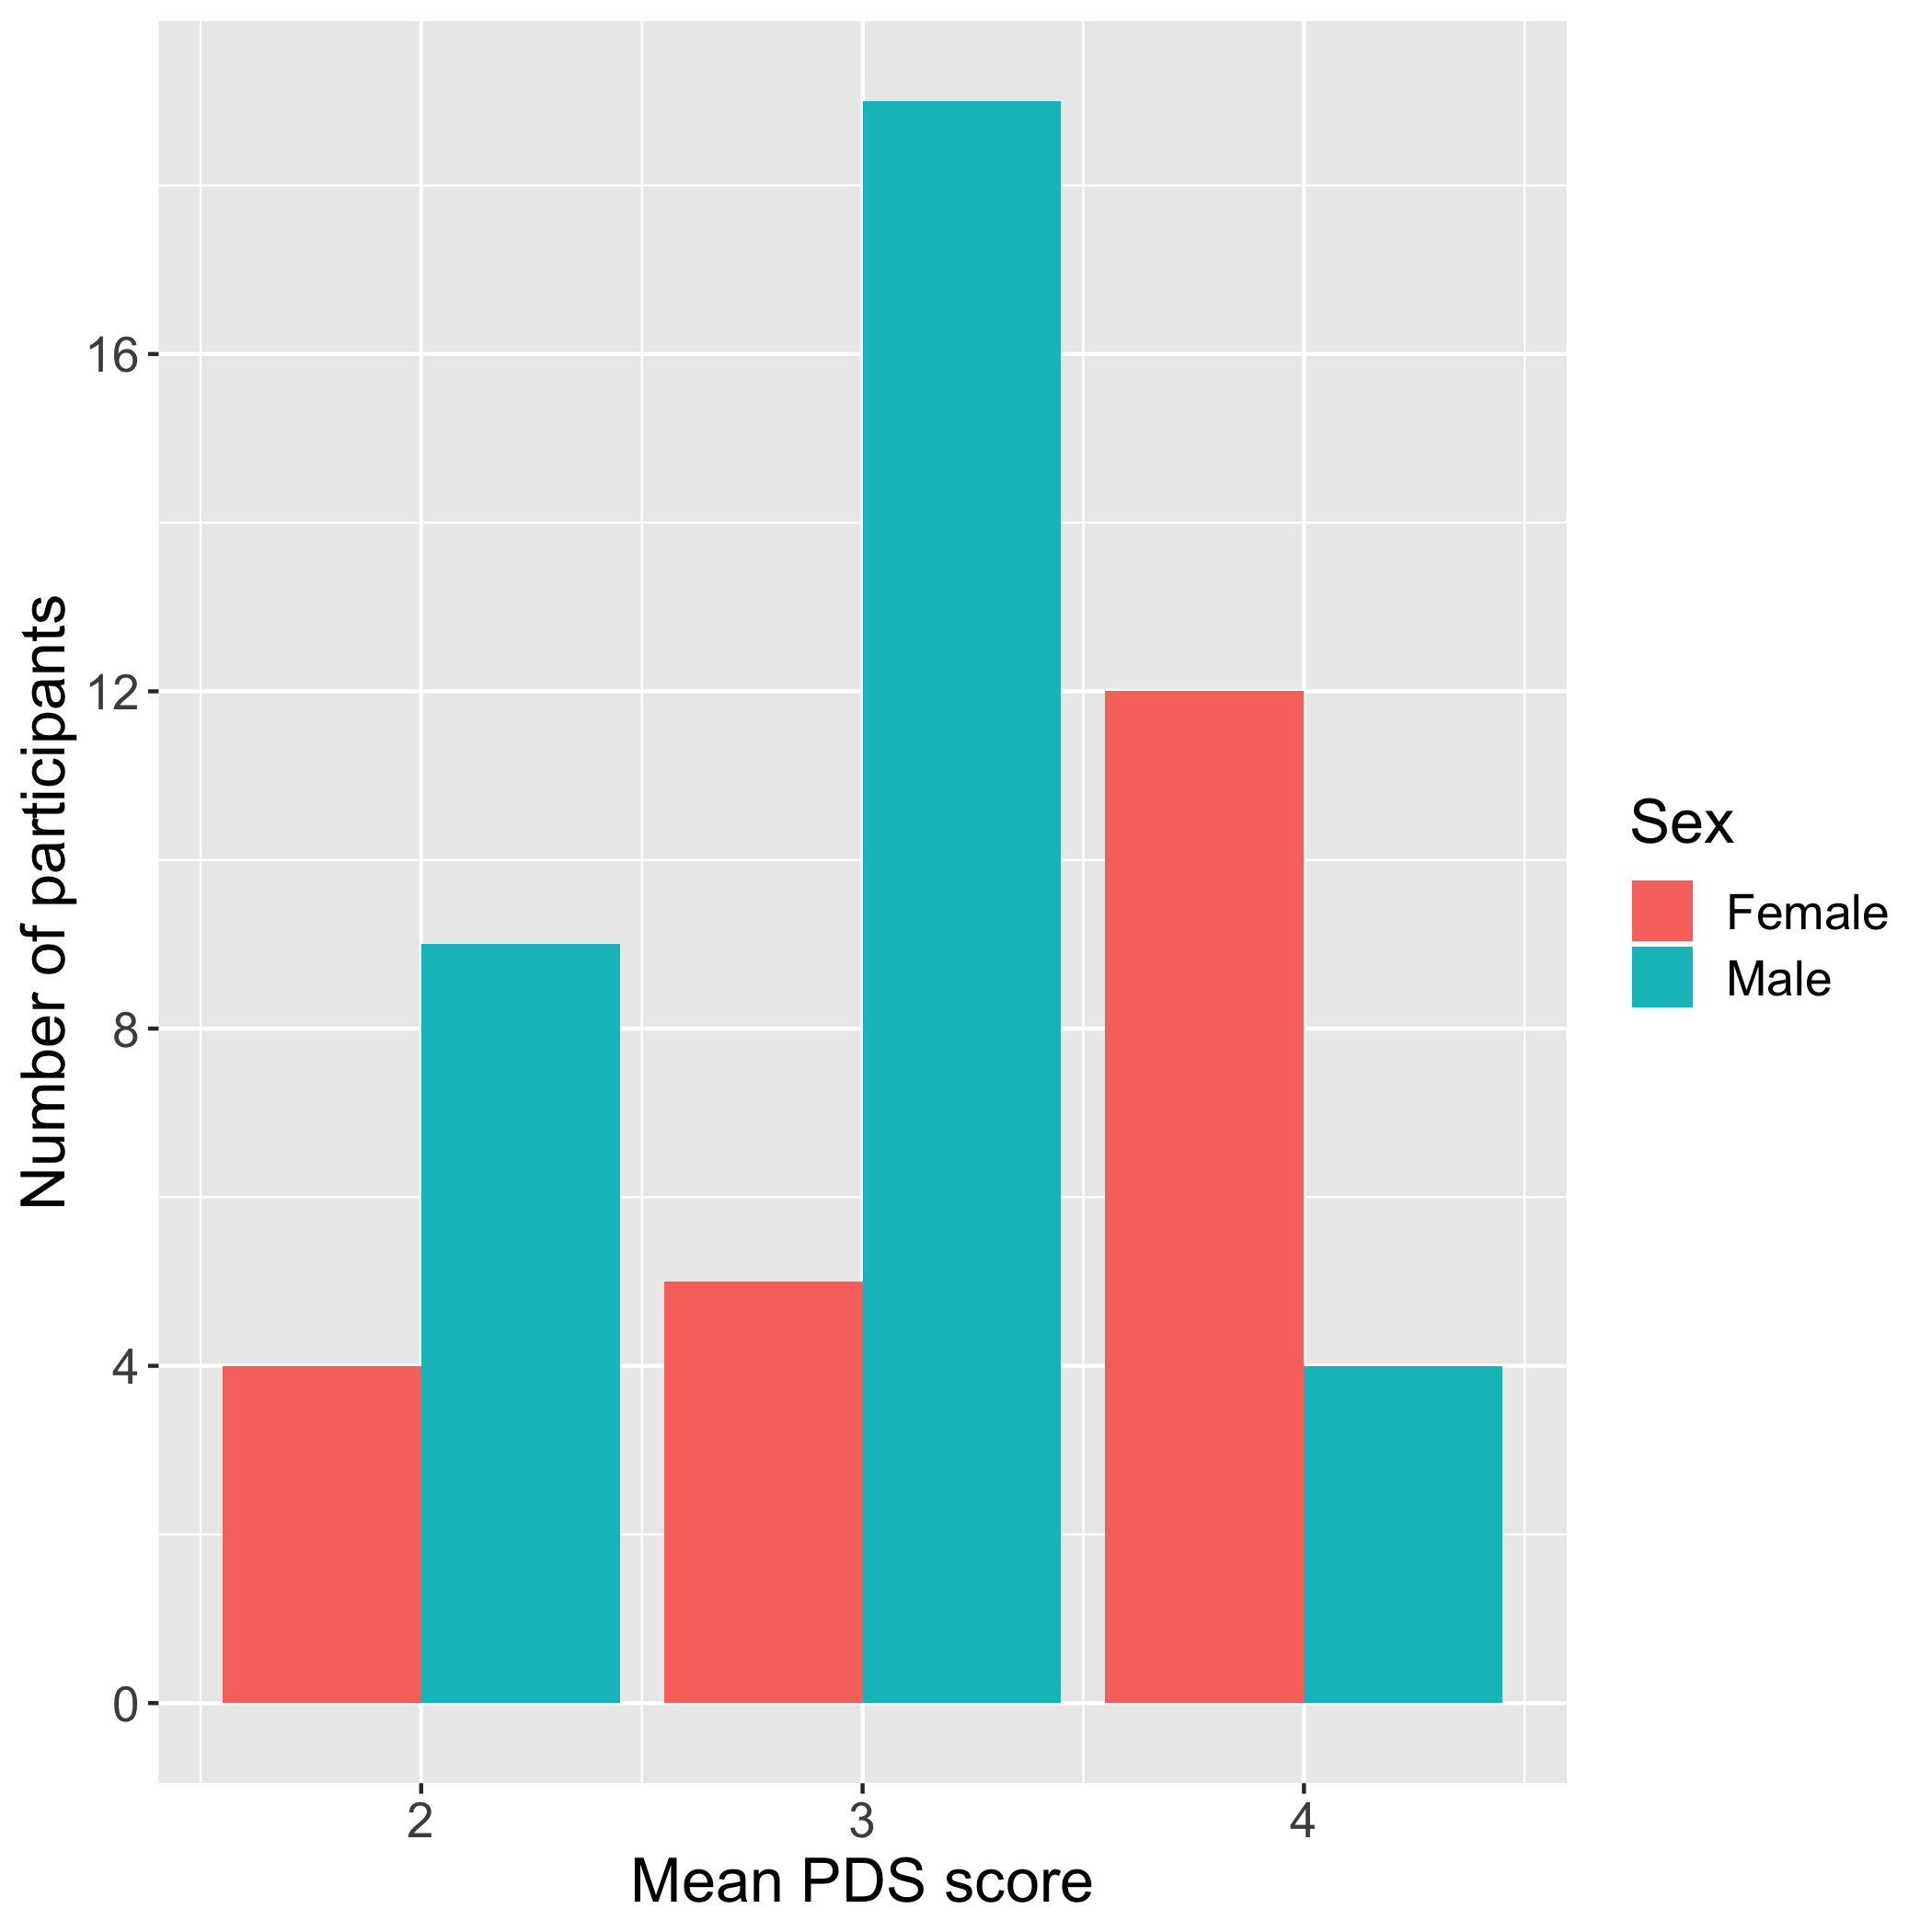 16
12
8
4
0
Number of participants
2 3 4
Mean PDS score
Sex
Female
Male